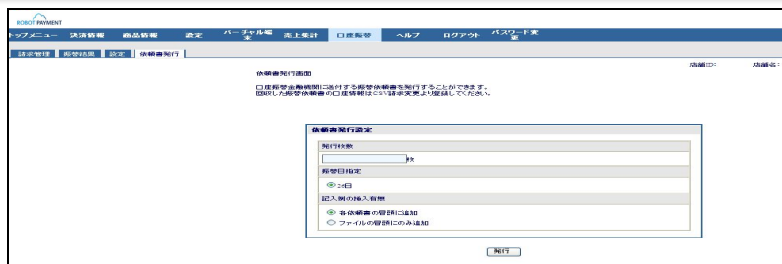 ROBOT PAYMENT
トップメニュー 決済情報 商品情報 設定 バーチャル端末 売上集計 口座振替 ヘルプ ログアウト パスワード変更
請求管理 振替結果 設定 依頼書発行
店舗ID: 店舗名:
依頼書発行画面
口座振替金融機関に送付する振替依頼書を発行することができます。
回収した振替依頼書の口座情報はCSV請求変更より登録してください。
依頼書発行設定
発行枚数
枚
振替日指定
26日
記入例の挿入有無
各依頼書の冒頭に追加
ファイルの冒頭にのみ追加
発行